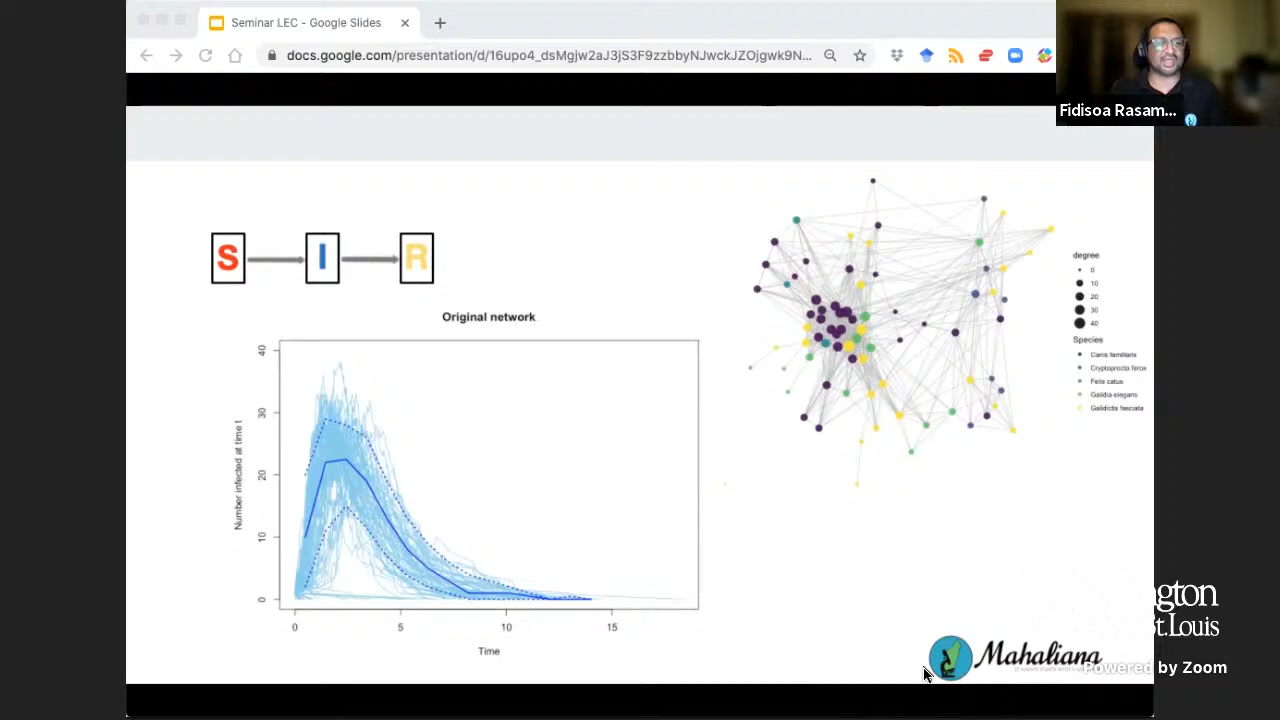 Seminar LEC - Google Slides
docs.google.com/presentation/d/16upo4_dsMgjw2aJ3jS3F9zzbbyNJwckJZOjgwk9N...
Fidisoa Rasam...
S
I
R
Original network
Number infected at time t
40
30
20
10
0
0
5
10
15
Time
degree
0
10
20
30
40
Species
Canis familiaris
Cryptoprocta ferox
Felis catus
Galidia elegans
Galidictis fasciata
Mahaliana
gton
t.Louis
Powered by Zoom